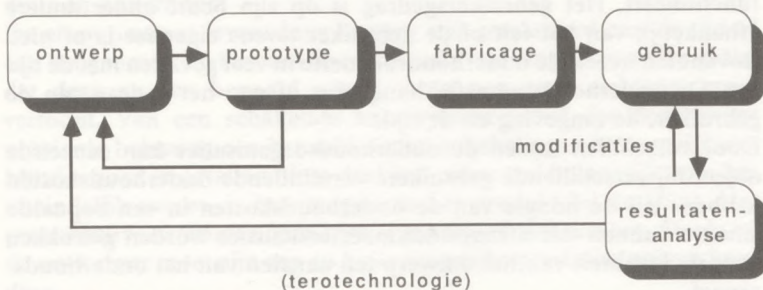 ontwerp
prototype
fabricage
gebruik
modificaties
resultaten-
analyse
(terotechnologie)